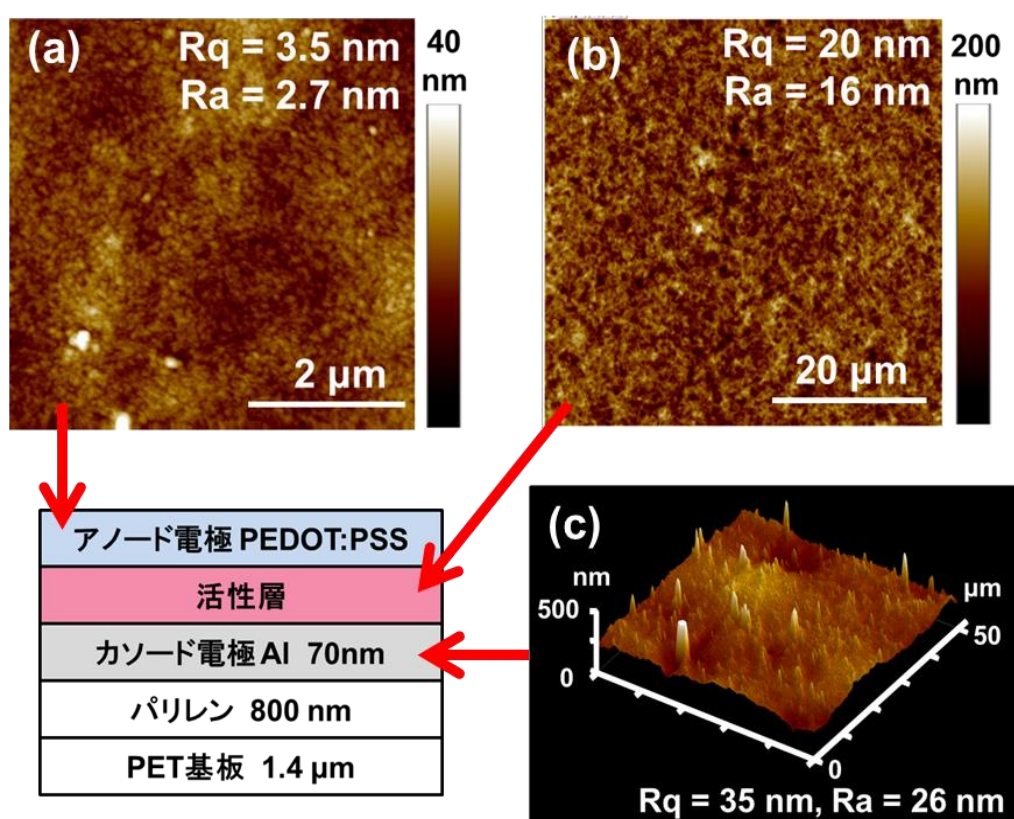 (a)
Rq = 3.5 nm
Ra = 2.7 nm
40
nm
2 µm
(b)
Rq = 20 nm
Ra = 16 nm
200
nm
20 µm
アノード電極 PEDOT:PSS
活性層
カソード電極 Al 70nm
パリレン 800 nm
PET基板 1.4 µm
(c)
nm
500
0
µm
50
0
Rq = 35 nm, Ra = 26 nm